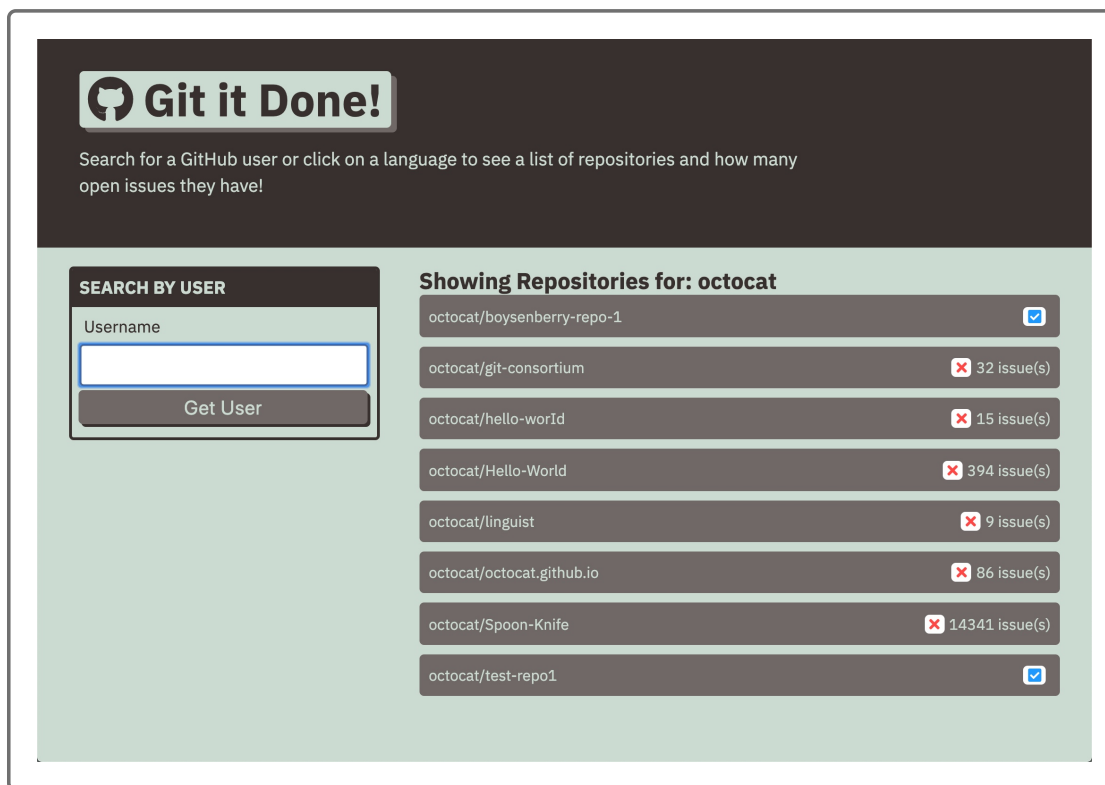 Git it Done!
Search for a GitHub user or click on a language to see a list of repositories and how many
open issues they have!
SEARCH BY USER
Username
Get User
Showing Repositories for: octocat
octocat/boysenberry-repo-1
octocat/git-consortium 32 issue(s)
octocat/hello-worId 15 issue(s)
octocat/Hello-World 394 issue(s)
octocat/linguist 9 issue(s)
octocat/octocat.github.io 86 issue(s)
octocat/Spoon-Knife 14341 issue(s)
octocat/test-repo1